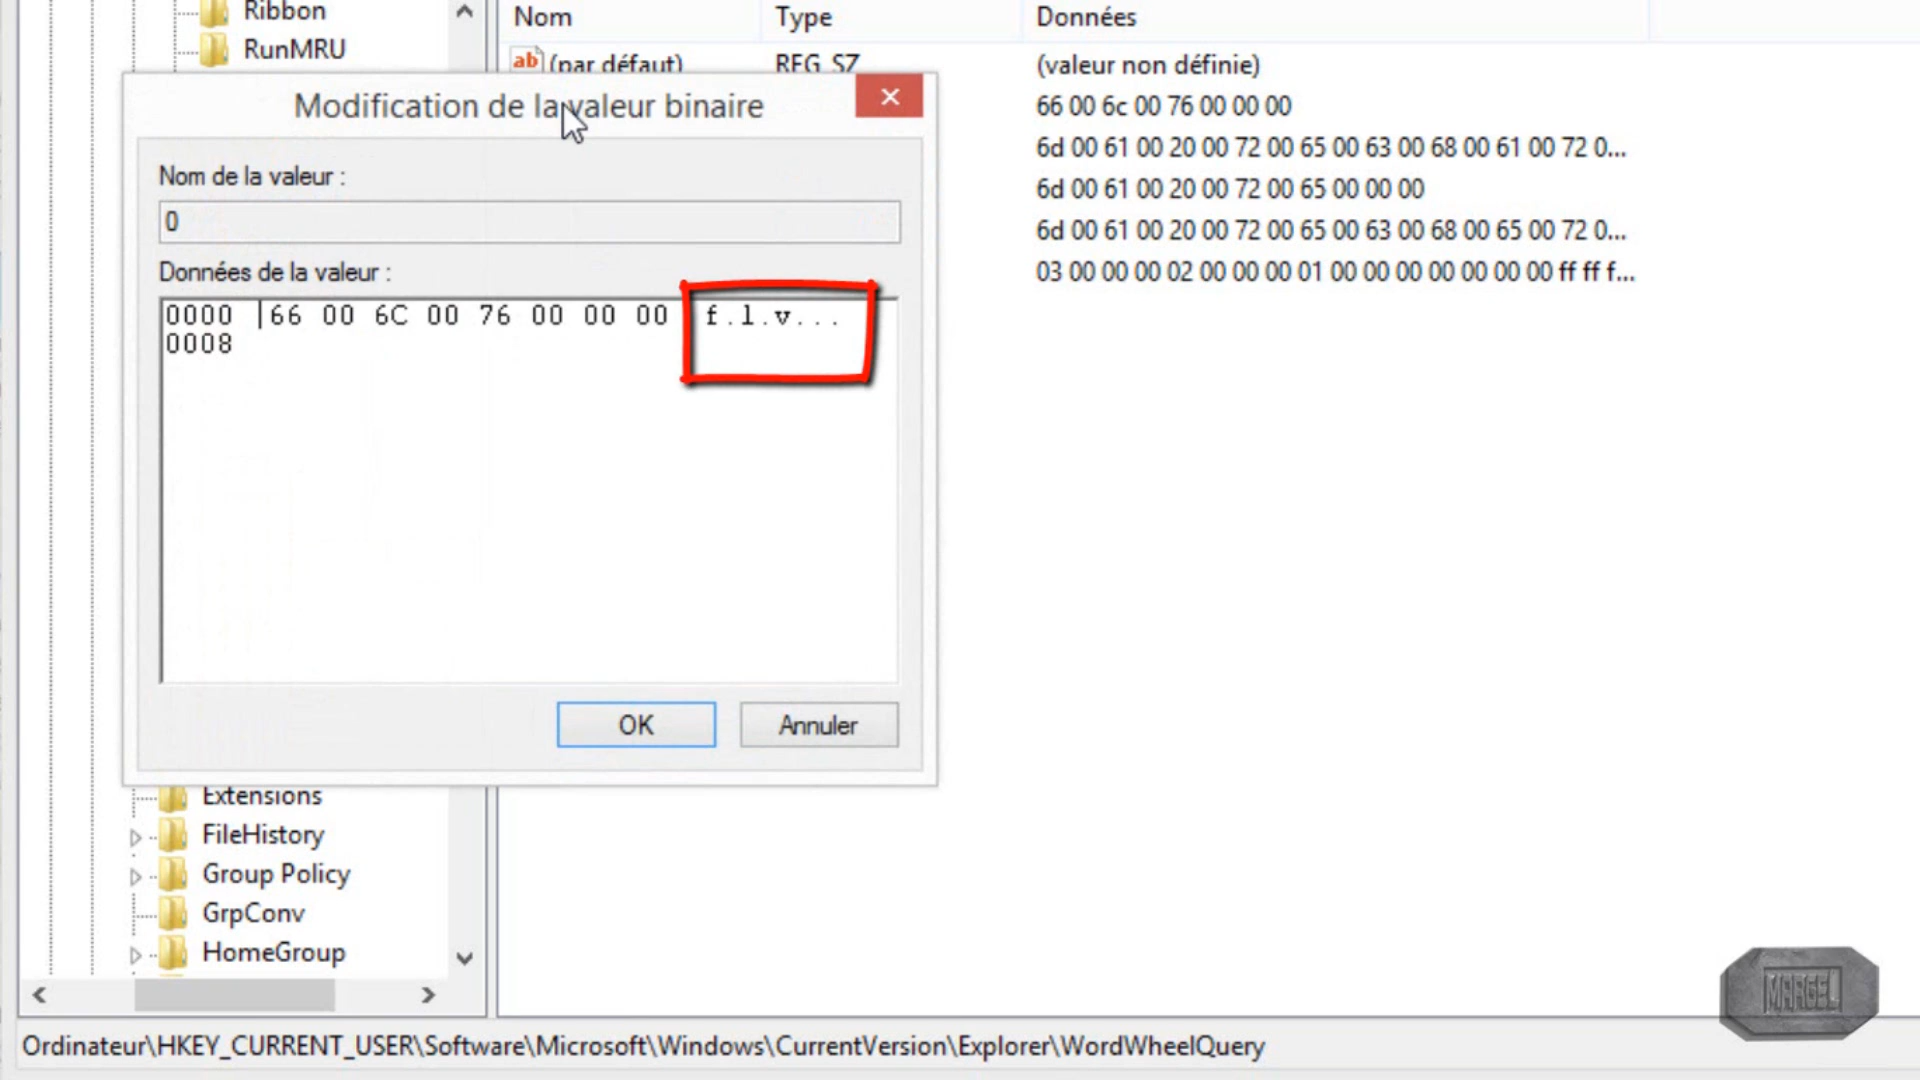 Ribbon
RunMRU
Nom Type Données
ab (par défaut) REG_SZ (valeur non définie)
66 00 6c 00 76 00 00 00
6d 00 61 00 20 00 72 00 65 00 63 00 68 00 61 00 72 0...
6d 00 61 00 20 00 72 00 65 00 00 00
6d 00 61 00 20 00 72 00 65 00 63 00 68 00 65 00 72 0...
03 00 00 00 02 00 00 00 01 00 00 00 00 00 00 00 ff ff f...
Modification de la valeur binaire
Nom de la valeur :
0
Données de la valeur :
0000 66 00 6C 00 76 00 00 00 f.l.v...
0008
OK Annuler
Extensions
FileHistory
Group Policy
GrpConv
HomeGroup
MARGEL
Ordinateur\HKEY_CURRENT_USER\Software\Microsoft\Windows\CurrentVersion\Explorer\WordWheelQuery